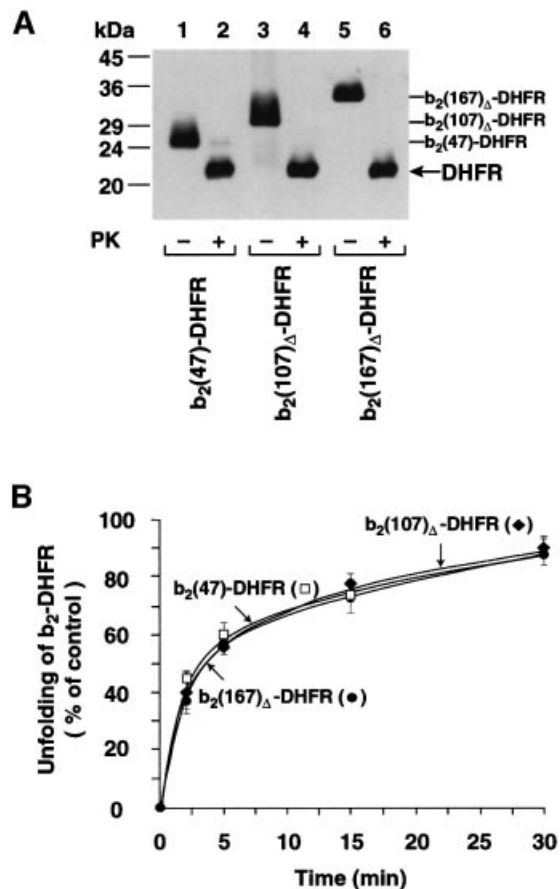 A
kDa 1 2 3 4 5 6
45
36
29
24
20
b₂(167)Δ-DHFR
b₂(107)Δ-DHFR
b₂(47)-DHFR
DHFR
PK − + − + − +
b₂(47)-DHFR
b₂(107)Δ-DHFR
b₂(167)Δ-DHFR
B
Unfolding of b₂-DHFR
( % of control)
100
80
60
40
20
0
b₂(107)Δ-DHFR (◆)
b₂(47)-DHFR (□)
b₂(167)Δ-DHFR (●)
0 5 10 15 20 25 30
Time (min)